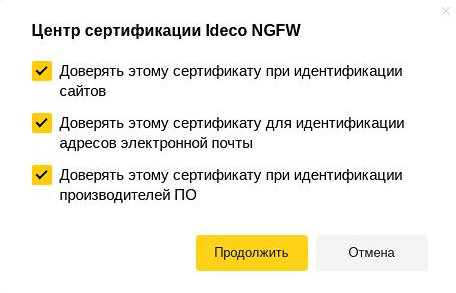 Центр сертификации Ideco NGFW
Доверять этому сертификату при идентификации
сайтов
Доверять этому сертификату для идентификации
адресов электронной почты
Доверять этому сертификату при идентификации
производителей ПО
Продолжить
Отмена